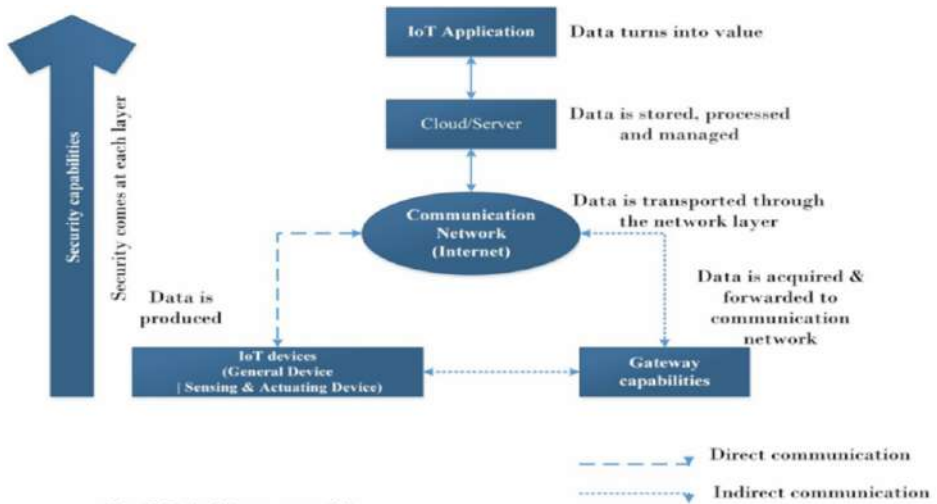 IoT Application
Data turns into value
Cloud/Server
Data is stored, processed
and managed
Security capabilities
Security comes at each layer
Communication
Network
(Internet)
Data is transported through
the network layer
Data is
produced
Data is acquired &
forwarded to
communication
network
IoT devices
(General Device
| Sensing & Actuating Device)
Gateway
capabilities
Direct communication
Indirect communication